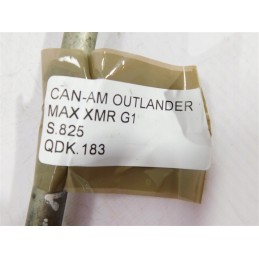 CAN-AM OUTLANDER
MAX XMR G1
S.825
QDK.183